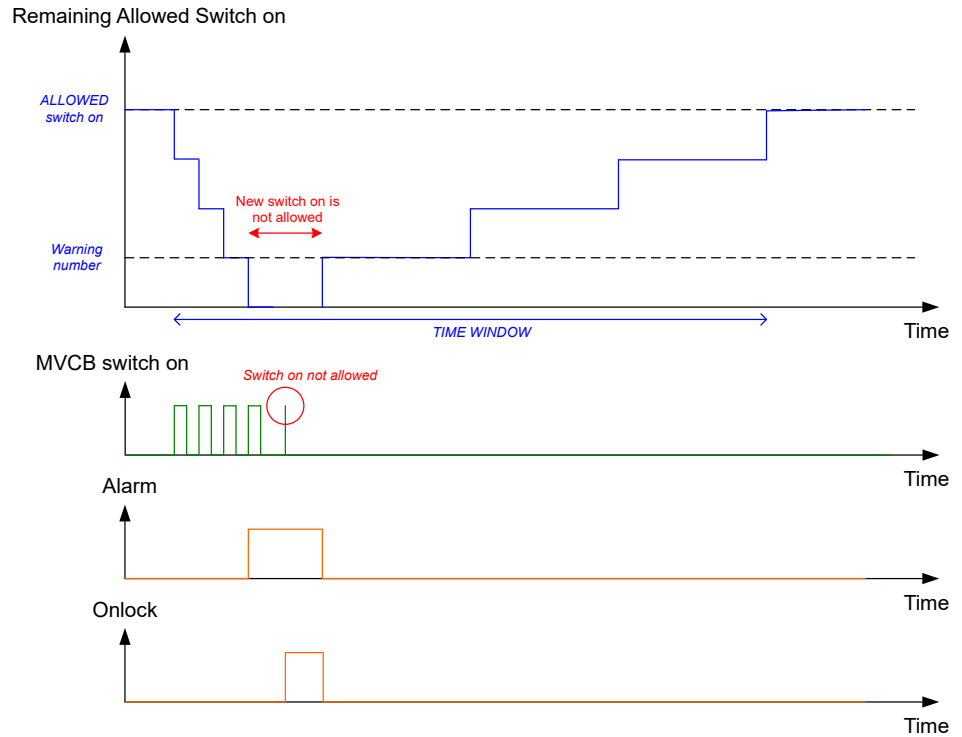 Remaining Allowed Switch on
ALLOWED
switch on
New switch on is
not allowed
Warning
number
TIME WINDOW
Time
MVCB switch on
Switch on not allowed
Time
Alarm
Time
Onlock
Time